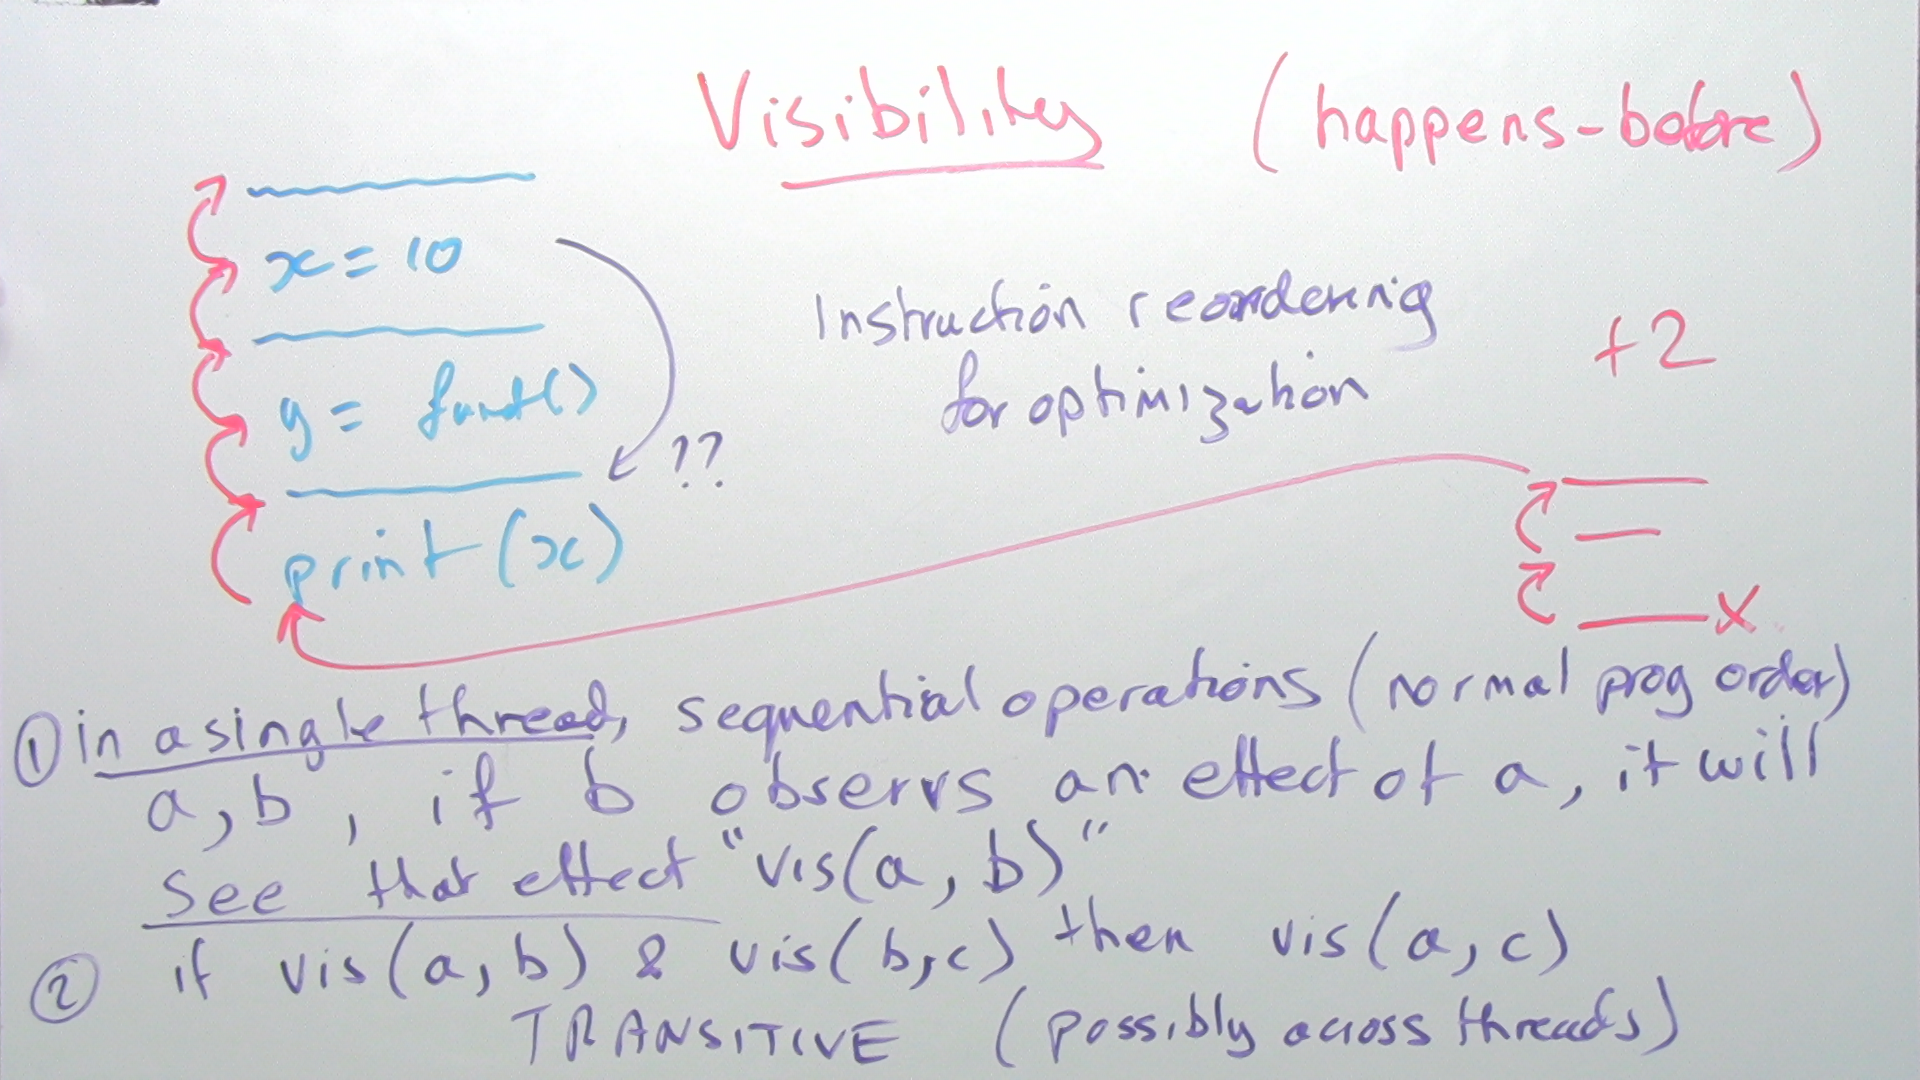 Visibility (happens-before)
x = 10
y = funct()
print(x)
??
Instruction reordering
for optimization
+2
x
① in a single thread, sequential operations (normal prog order)
a, b, if b observs an effect of a, it will
see that effect "vis(a, b)"
② if vis(a, b) & vis(b, c) then vis(a, c)
TRANSITIVE (possibly across threads)